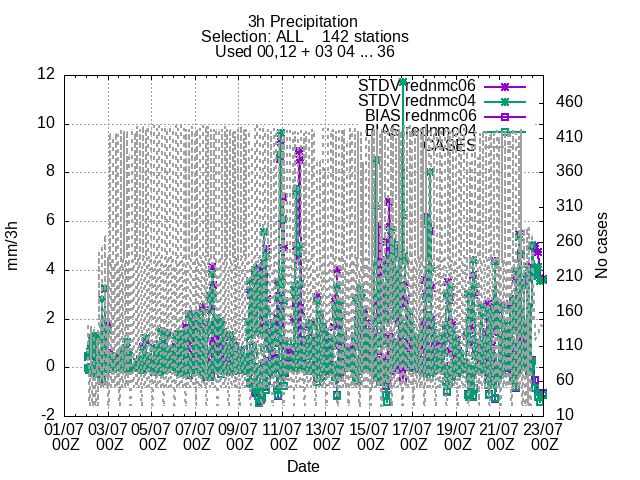 3h Precipitation
Selection: ALL 142 stations
Used 00,12 + 03 04 ... 36
STDV rednmc06
STDV rednmc04
BIAS rednmc06
BIAS rednmc04
CASES
12
10
8
6
4
2
0
-2
mm/3h
460
410
360
310
260
210
160
110
60
10
No cases
01/07 03/07 05/07 07/07 09/07 11/07 13/07 15/07 17/07 19/07 21/07 23/07
00Z 00Z 00Z 00Z 00Z 00Z 00Z 00Z 00Z 00Z 00Z 00Z
Date